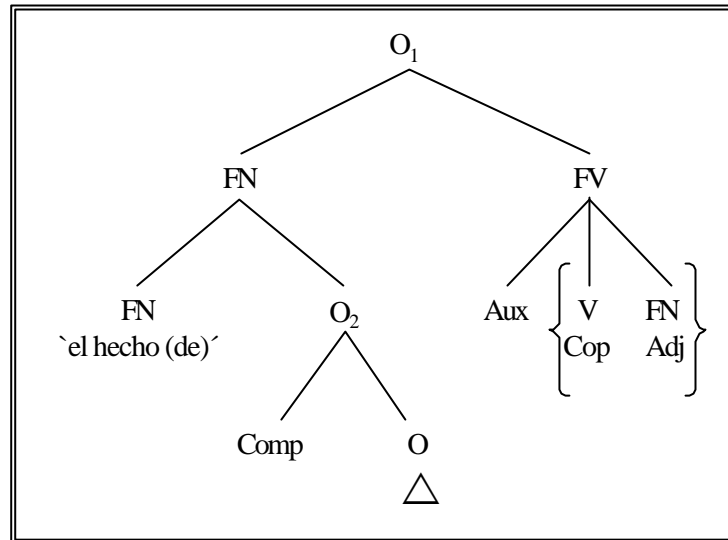 O1
FN FV
FN O2 Aux V FN
`el hecho (de)´ Cop Adj
Comp O